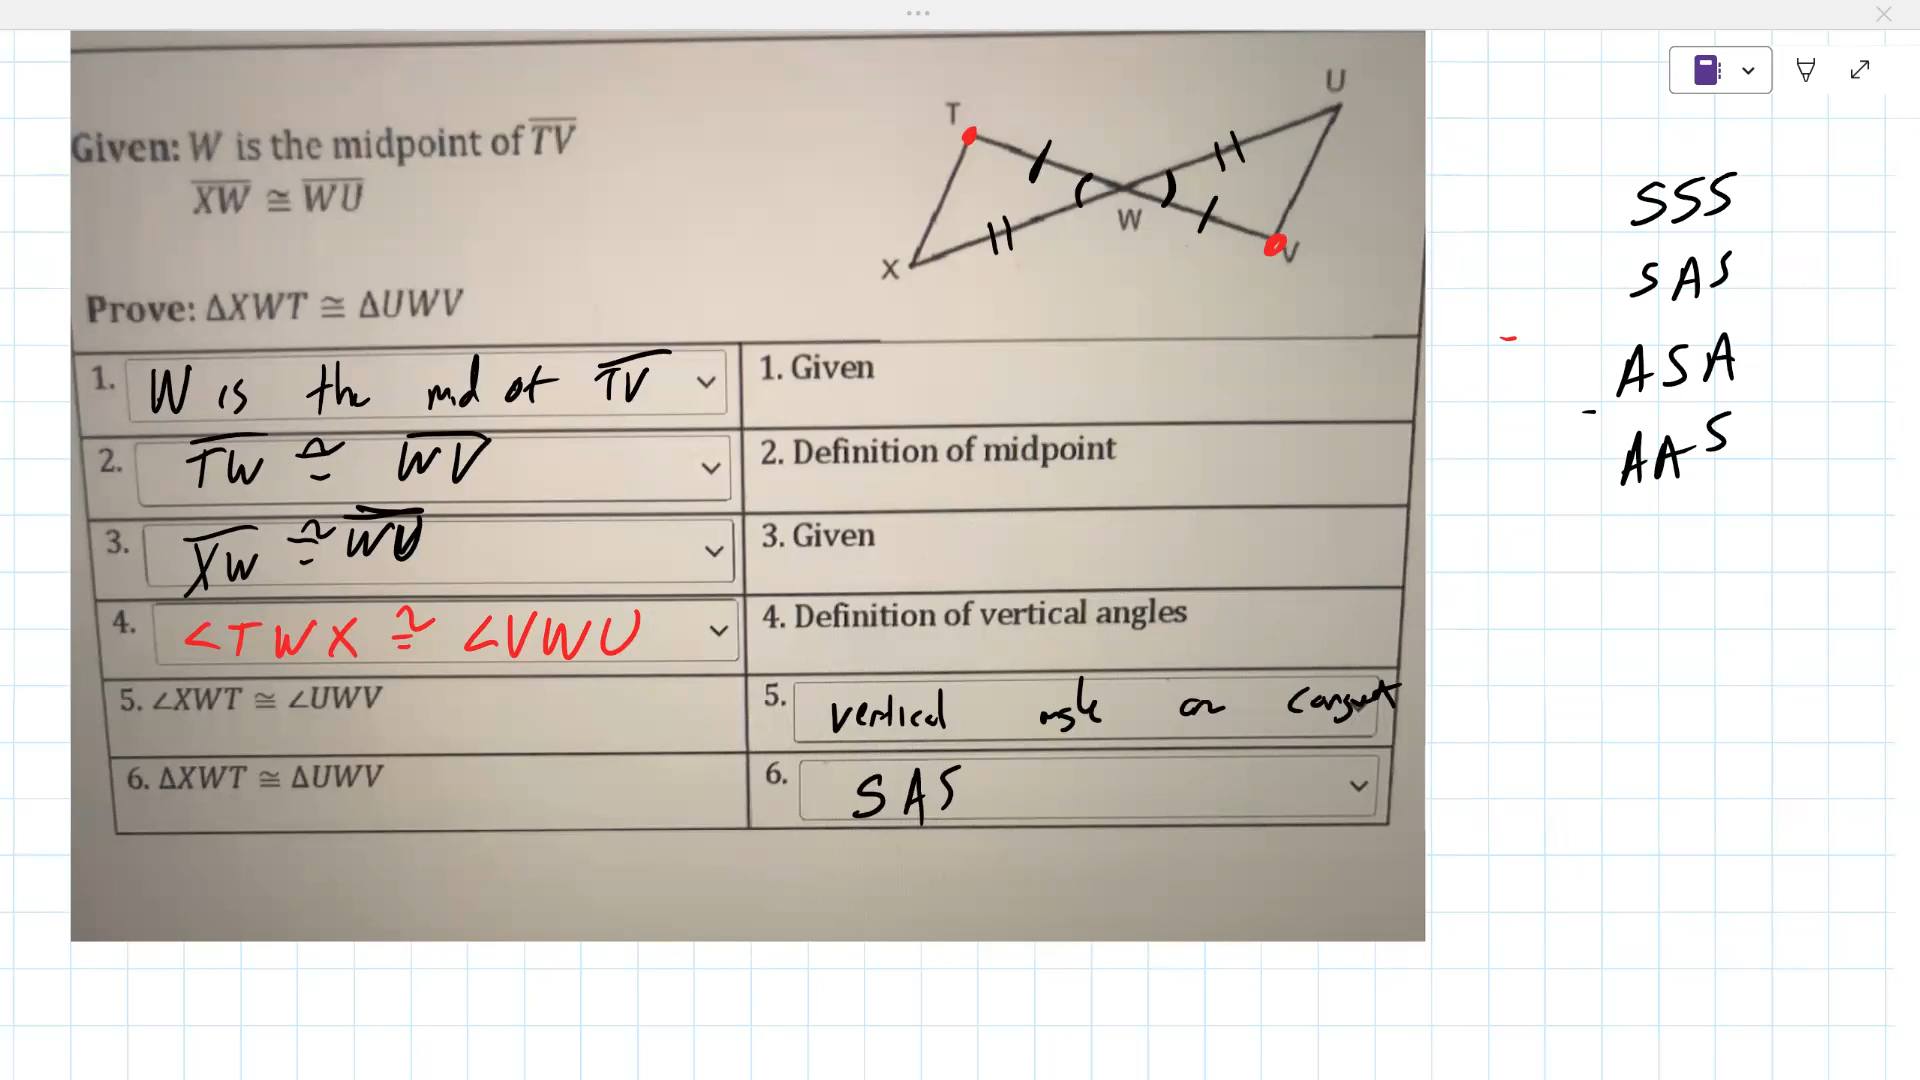 T
U
Given: W is the midpoint of TV
XW ≅ WU
W
X
V
Prove: ΔXWT ≅ ΔUWV
1. W is the mid of TV
1. Given
2. TW ≅ WV
2. Definition of midpoint
3. XW ≅ WU
3. Given
4. <TWX ≅ <VWU
4. Definition of vertical angles
5. ∠XWT ≅ ∠UWV
5. vertical angle
6. ΔXWT ≅ ΔUWV
6. SAS
SSS
SAS
ASA
AAS